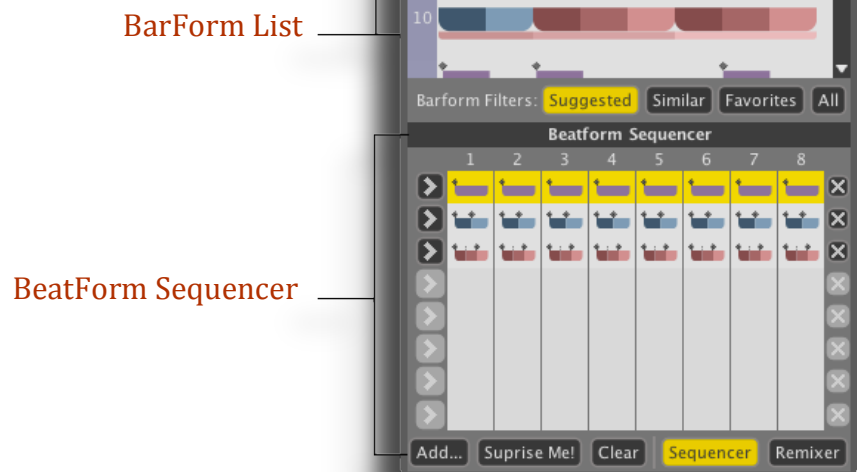 BarForm List
10
Barform Filters: Suggested Similar Favorites All
Beatform Sequencer
1 2 3 4 5 6 7 8
BeatForm Sequencer
Add... Suprise Me! Clear Sequencer Remixer